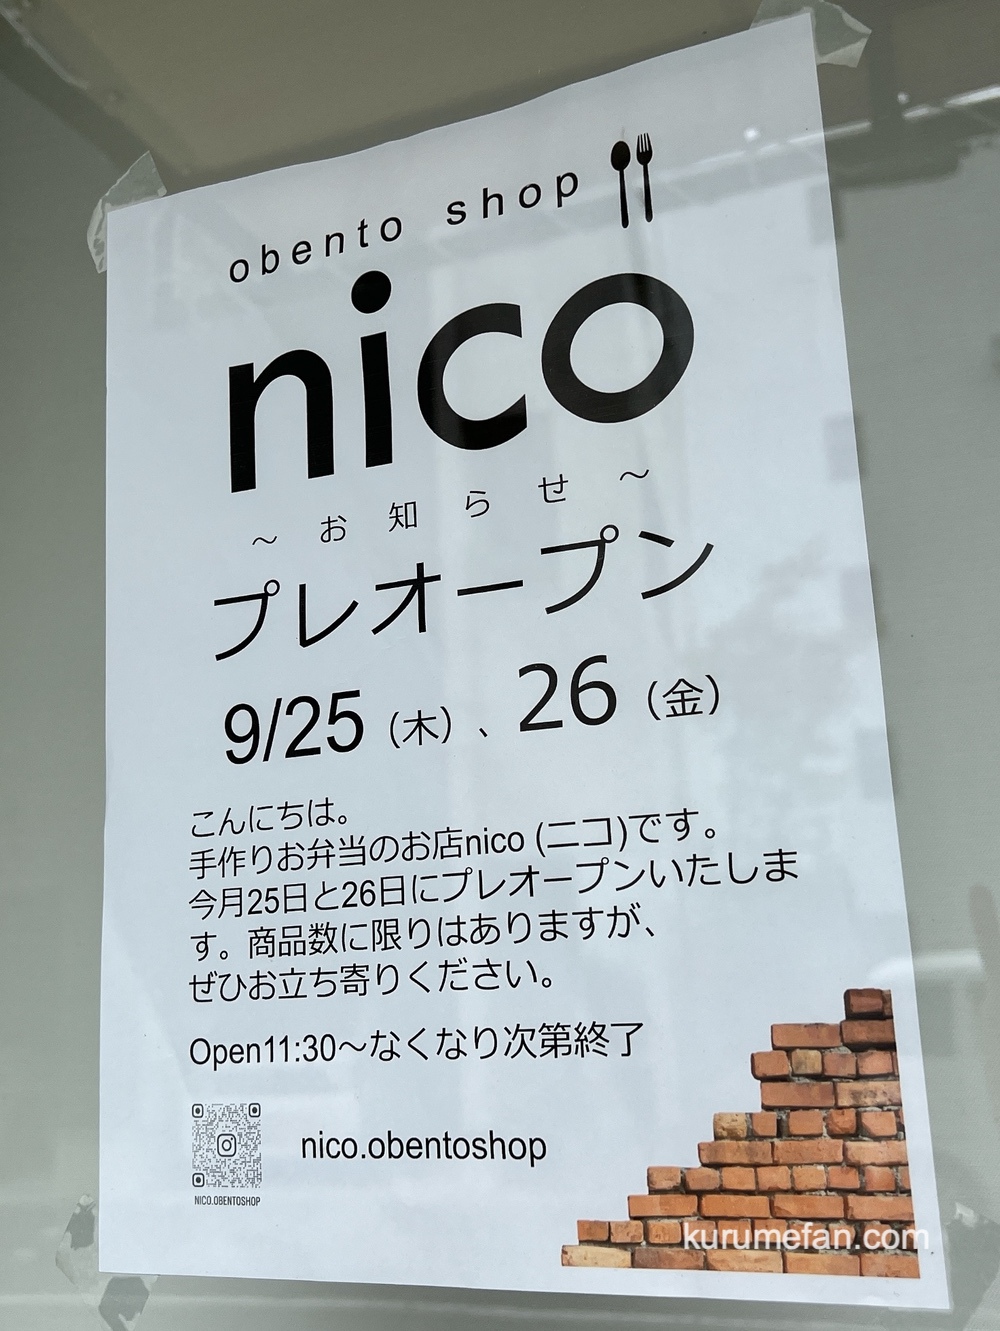 obento shop
nico
～お知らせ～
プレオープン
9/25（木）、26（金）
こんにちは。
手作りお弁当のお店nico (ニコ)です。
今月25日と26日にプレオープンいたしま
す。商品数に限りはありますが、
ぜひお立ち寄りください。
Open11:30～なくなり次第終了
nico.obentoshop
NICO.OBENTOSHOP
kurumefan.com